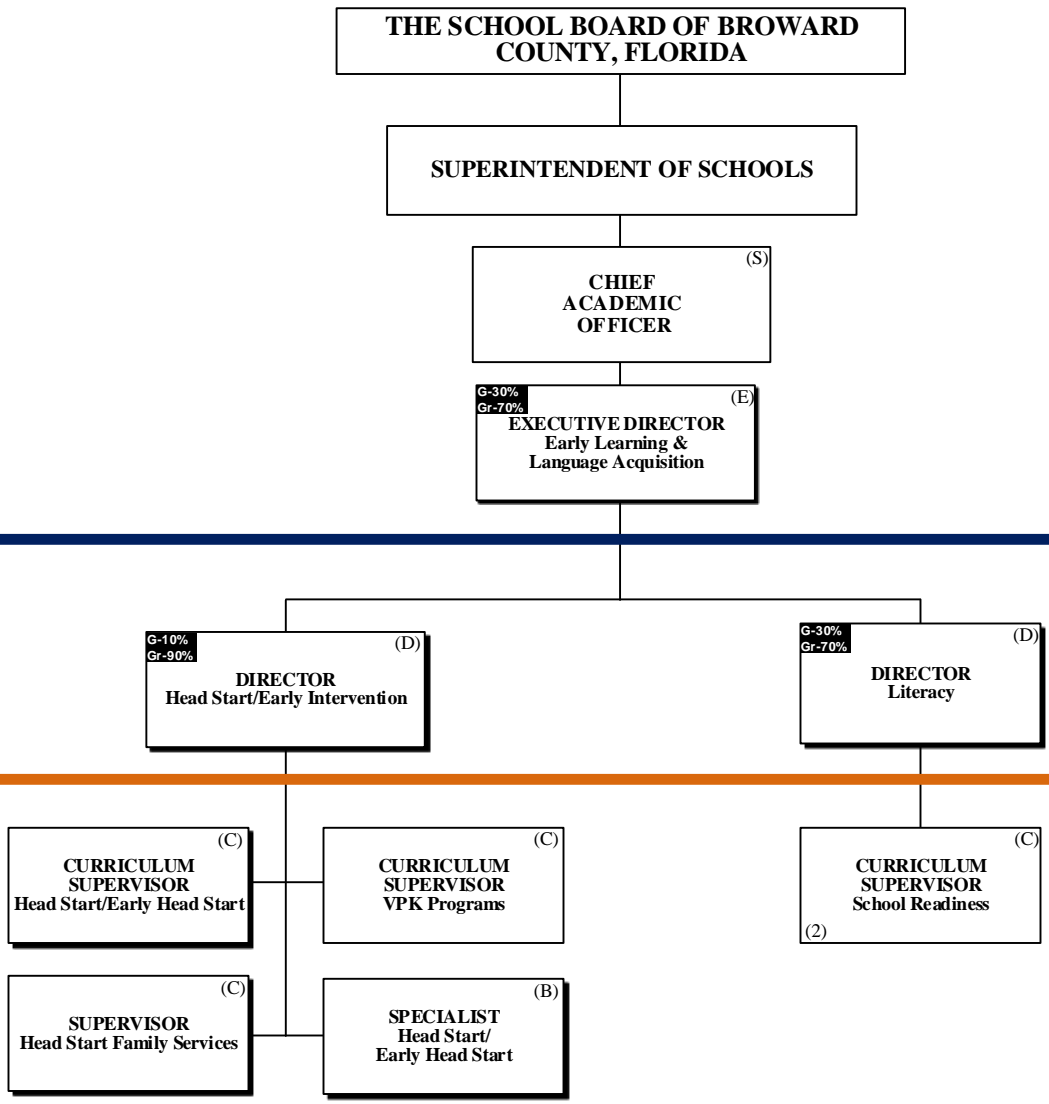 THE SCHOOL BOARD OF BROWARD
COUNTY, FLORIDA
SUPERINTENDENT OF SCHOOLS
(S)
CHIEF
ACADEMIC
OFFICER
G-30%
Gr-70%
(E)
EXECUTIVE DIRECTOR
Early Learning &
Language Acquisition
G-10%
Gr-90%
(D)
DIRECTOR
Head Start/Early Intervention
G-30%
Gr-70%
(D)
DIRECTOR
Literacy
(C)
CURRICULUM
SUPERVISOR
Head Start/Early Head Start
(C)
CURRICULUM
SUPERVISOR
VPK Programs
(C)
CURRICULUM
SUPERVISOR
School Readiness
(2)
(C)
SUPERVISOR
Head Start Family Services
(B)
SPECIALIST
Head Start/
Early Head Start